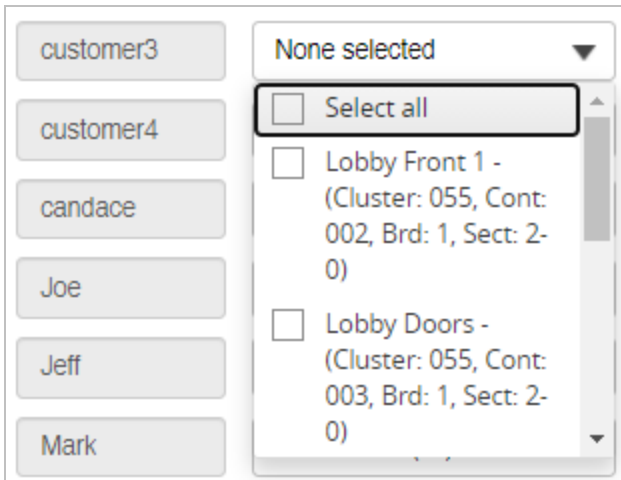 customer3
None selected
Select all
customer4
Lobby Front 1 -
(Cluster: 055, Cont:
002, Brd: 1, Sect: 2-
0)
candace
Joe
Lobby Doors -
(Cluster: 055, Cont:
003, Brd: 1, Sect: 2-
0)
Jeff
Mark